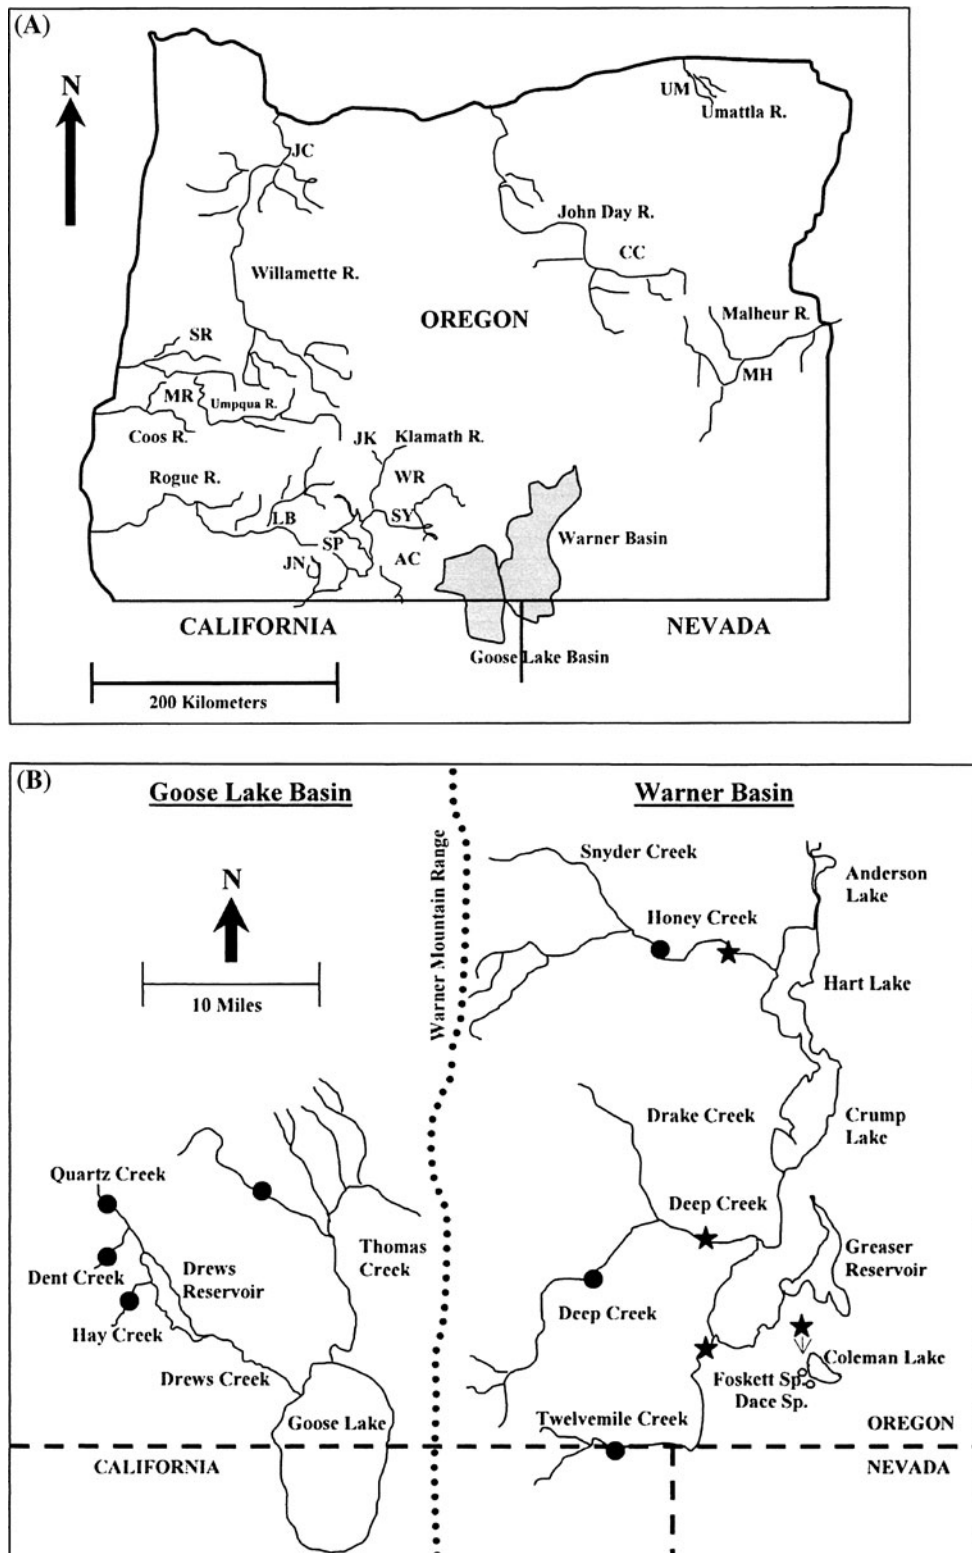 (A)
N
UM
Umattla R.
JC
John Day R.
CC
Willamette R.
OREGON
Malheur R.
SR
MH
MR
Umpqua R.
Coos R.
JK
Klamath R.
Rogue R.
WR
LB
SY
SP
Warner Basin
JN
AC
CALIFORNIA
NEVADA
Goose Lake Basin
200 Kilometers
(B)
Goose Lake Basin
Warner Basin
Warner Mountain Range
Snyder Creek
Anderson
Lake
N
Honey Creek
10 Miles
Hart Lake
Drake Creek
Crump
Lake
Quartz Creek
Deep Creek
Thomas
Creek
Greaser
Reservoir
Dent Creek
Drews
Reservoir
Deep Creek
Hay Creek
Coleman Lake
Drews Creek
Foskett Sp.
Dace Sp.
Goose Lake
Twelvemile Creek
OREGON
CALIFORNIA
NEVADA